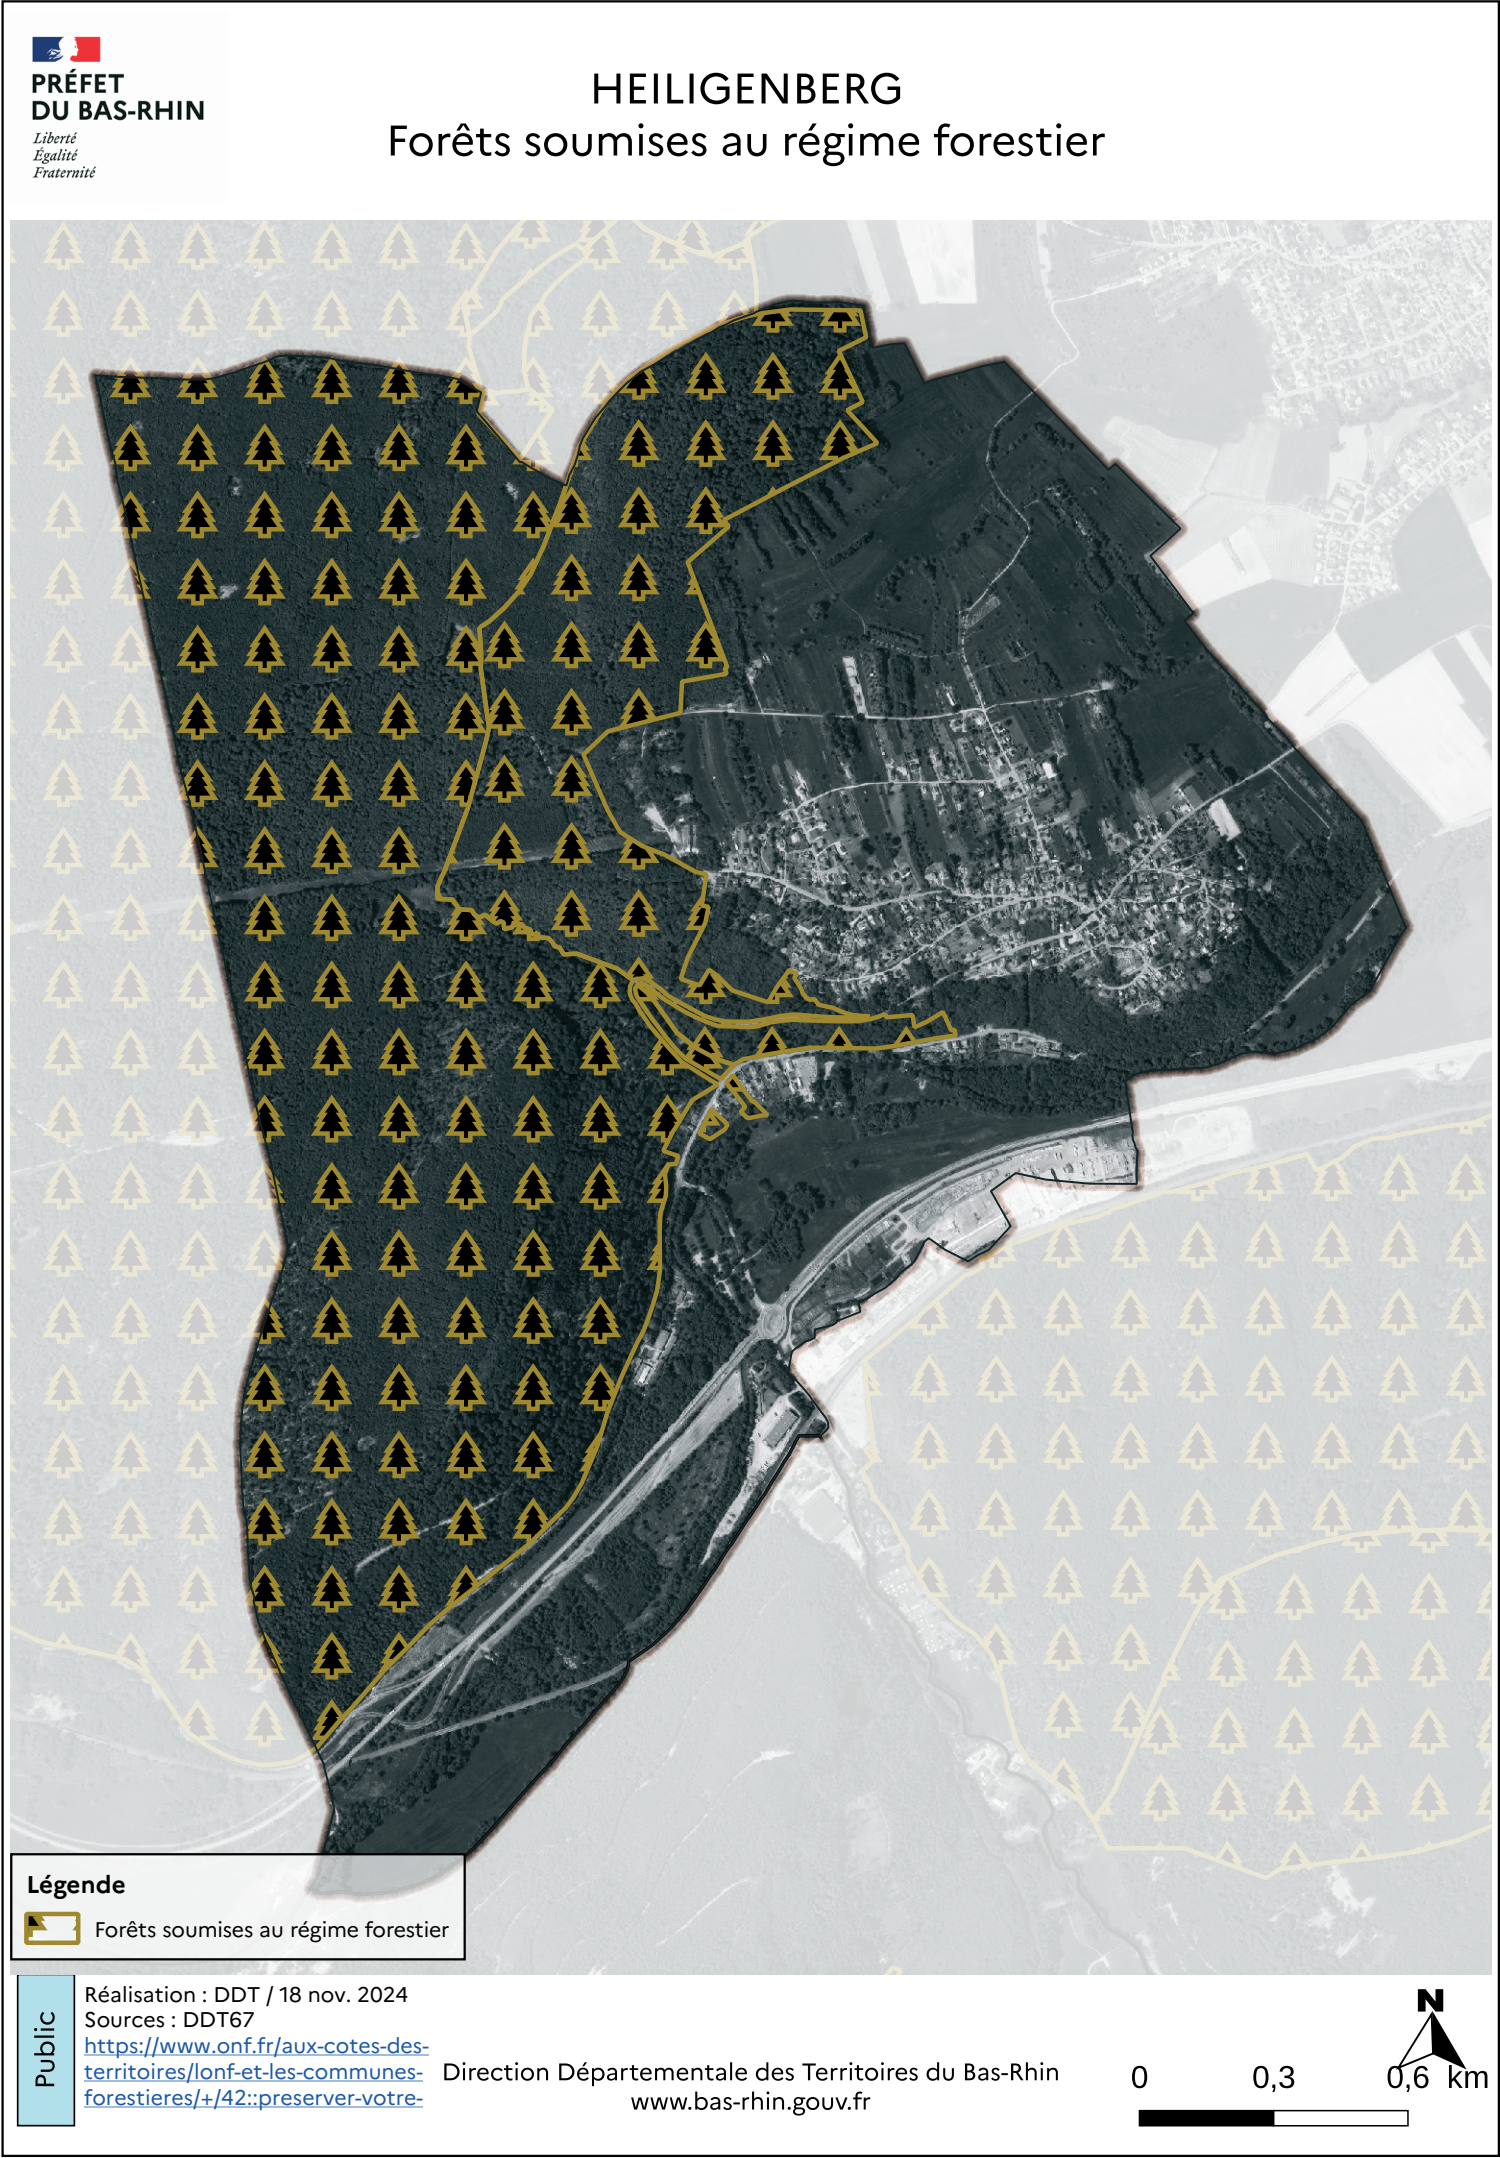 PRÉFET
DU BAS-RHIN
Liberté
Égalité
Fraternité
HEILIGENBERG
Forêts soumises au régime forestier
Légende
Forêts soumises au régime forestier
Public
Réalisation : DDT / 18 nov. 2024
Sources : DDT67
https://www.onf.fr/aux-cotes-des-
territoires/lonf-et-les-communes-
forestieres/+/42::preserver-votre-
Direction Départementale des Territoires du Bas-Rhin
www.bas-rhin.gouv.fr
N
0 0,3 0,6 km